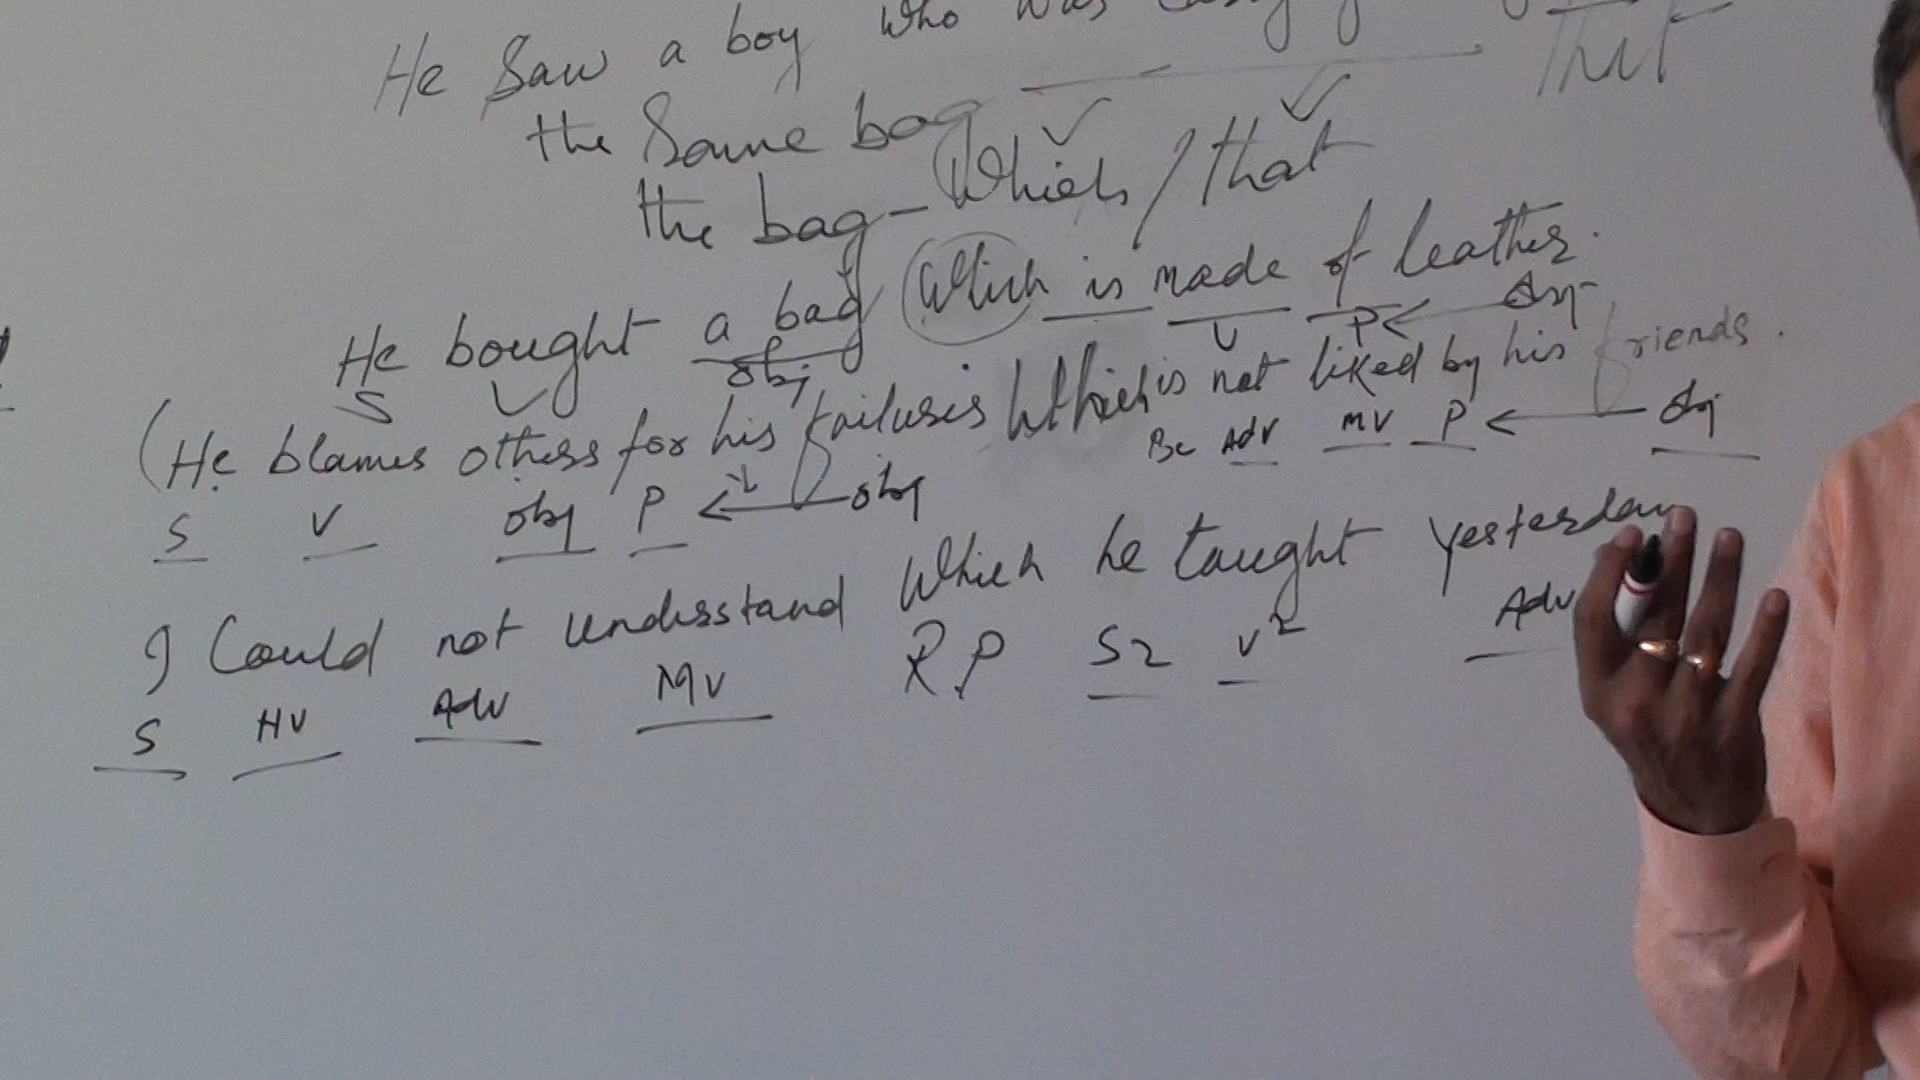 He Saw a boy who was
That
the Same bag
the bag - which / that
He bought a bag which is made of leather.
S V obj V P ← obj
(He blames others for his failures which is not liked by his friends.
S V obj P ← obj Be Adv MV P ← obj
I Could not understand which he taught yesterday
S HV Adv MV R.P S2 V2 Adv